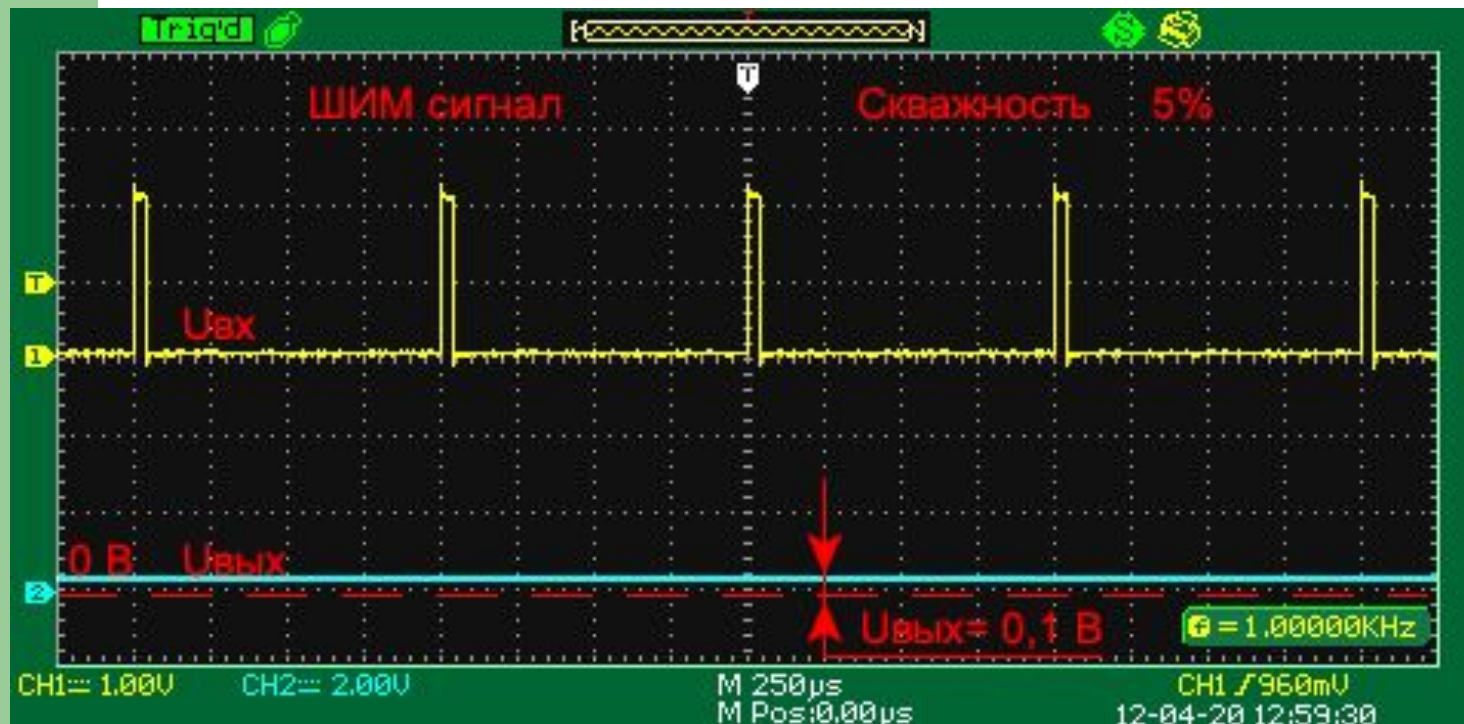 Trig'd
T
S
ШИМ сигнал Скважность 5%
T
Uвх
1
0 В Uвых
2
Uвых= 0,1 В
f =1.00000KHz
CH1 1.00V CH2 2.00V M 250µs CH1 960mV
M Pos:0.00µs 12-04-20 12:59:30